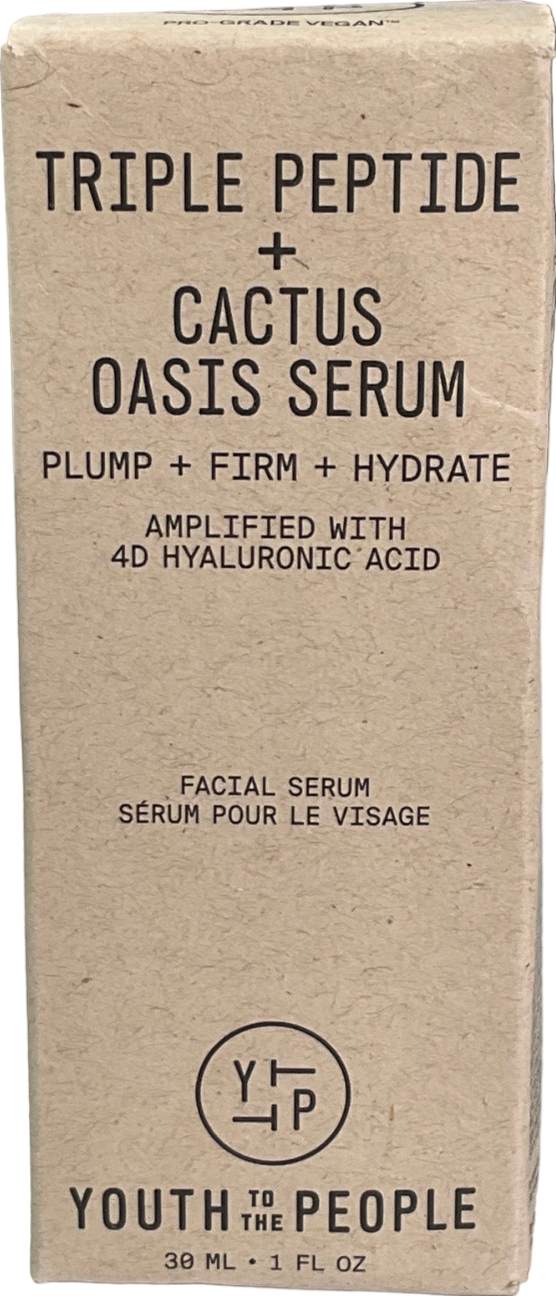 PRO-GRADE VEGAN™
TRIPLE PEPTIDE
+
CACTUS
OASIS SERUM
PLUMP + FIRM + HYDRATE
AMPLIFIED WITH
4D HYALURONIC ACID
FACIAL SERUM
SÉRUM POUR LE VISAGE
Y T
T P
YOUTH TO THE PEOPLE
30 ML • 1 FL OZ